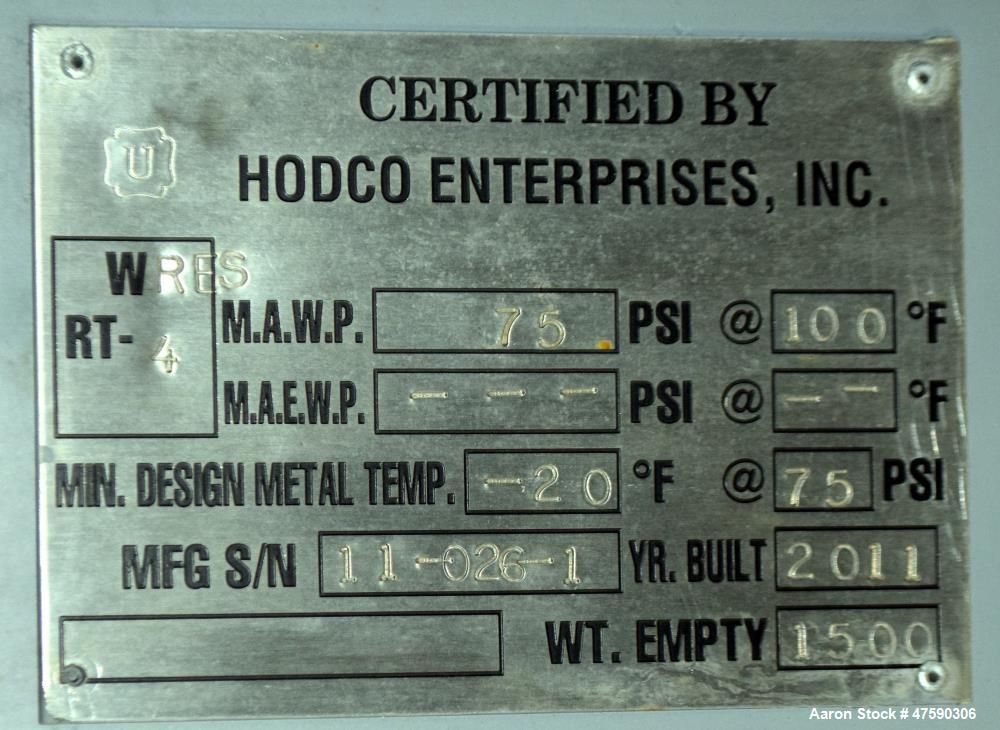 CERTIFIED BY
U
HODCO ENTERPRISES, INC.
W RES
RT- 4
M.A.W.P. 75 PSI @ 100 °F
M.A.E.W.P. - - - PSI @ - - °F
MIN. DESIGN METAL TEMP. -20 °F @ 75 PSI
MFG S/N 11-026-1 YR. BUILT 2011
WT. EMPTY 1500
Aaron Stock # 47590306